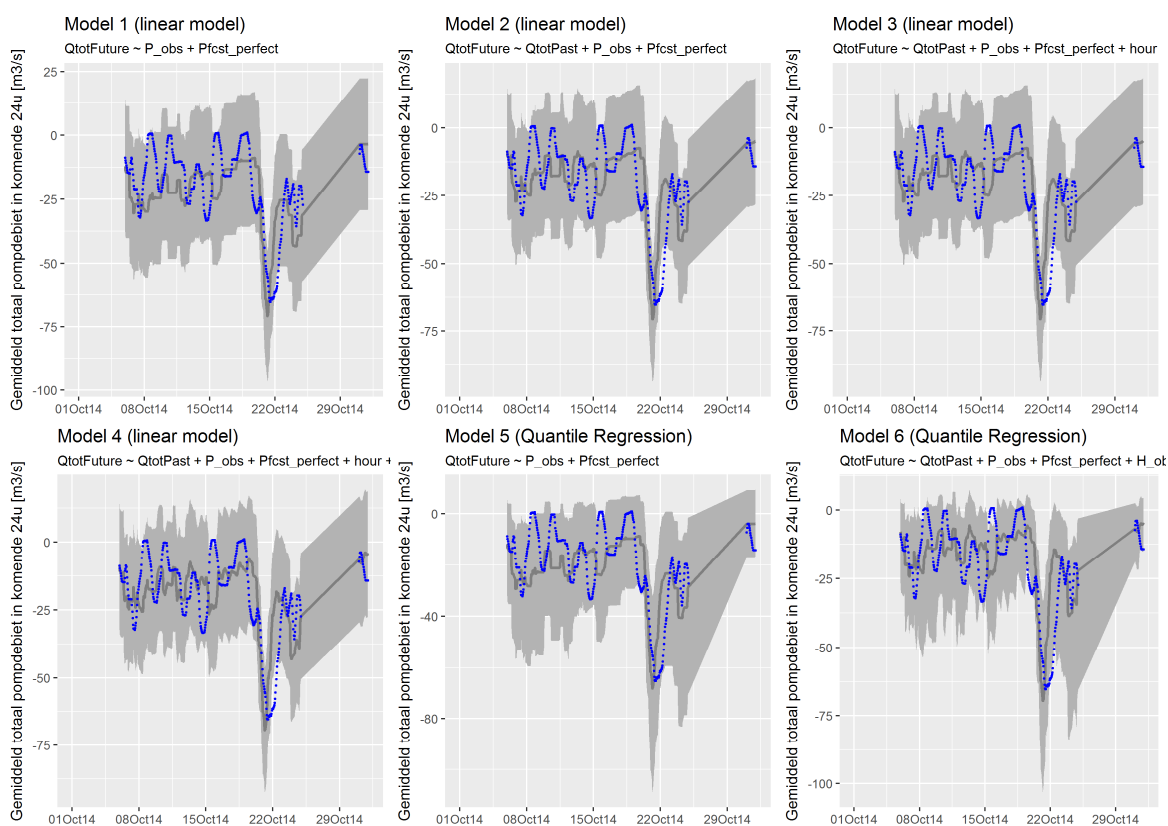 Model 1 (linear model)
QtotFuture ~ P_obs + Pfcst_perfect
Gemiddeld totaal pompdebiet in komende 24u [m3/s]
25
0
-25
-50
-75
-100
01Oct14 08Oct14 15Oct14 22Oct14 29Oct14
Model 2 (linear model)
QtotFuture ~ QtotPast + P_obs + Pfcst_perfect
Gemiddeld totaal pompdebiet in komende 24u [m3/s]
0
-25
-50
-75
01Oct14 08Oct14 15Oct14 22Oct14 29Oct14
Model 3 (linear model)
QtotFuture ~ QtotPast + P_obs + Pfcst_perfect + hour
Gemiddeld totaal pompdebiet in komende 24u [m3/s]
0
-25
-50
-75
01Oct14 08Oct14 15Oct14 22Oct14 29Oct14
Model 4 (linear model)
QtotFuture ~ QtotPast + P_obs + Pfcst_perfect + hour +
Gemiddeld totaal pompdebiet in komende 24u [m3/s]
0
-25
-50
-75
01Oct14 08Oct14 15Oct14 22Oct14 29Oct14
Model 5 (Quantile Regression)
QtotFuture ~ P_obs + Pfcst_perfect
Gemiddeld totaal pompdebiet in komende 24u [m3/s]
0
-40
-80
01Oct14 08Oct14 15Oct14 22Oct14 29Oct14
Model 6 (Quantile Regression)
QtotFuture ~ QtotPast + P_obs + Pfcst_perfect + H_ob
Gemiddeld totaal pompdebiet in komende 24u [m3/s]
0
-25
-50
-75
-100
01Oct14 08Oct14 15Oct14 22Oct14 29Oct14